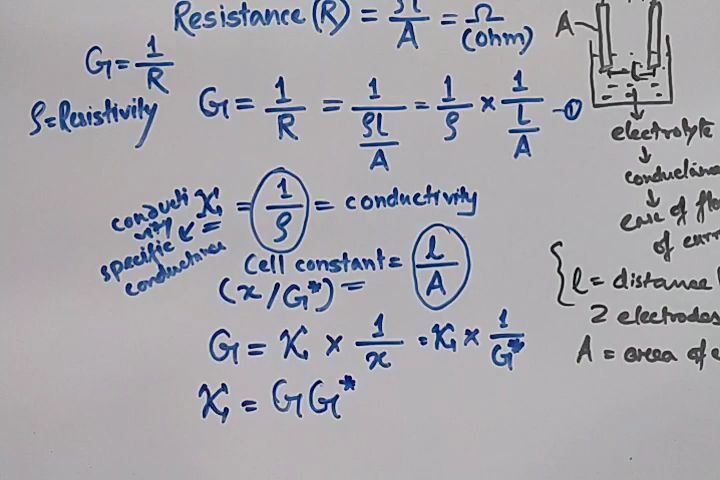 Resistance (R) = ρl/A = Ω (ohm)
A
G = 1/R
ρ = Resistivity
G = 1/R = 1/(ρl/A) = 1/ρ × 1/(l/A) —①
electrolyte
↓
conductance
↓
ease of flo
of curr
conductivity specific conductance
κ = 1/ρ = conductivity
Cell constant = l/A
(x/G*) =
G = κ × 1/x = κ × 1/G*
κ = GG*
l = distance
2 electrodes
A = area of e